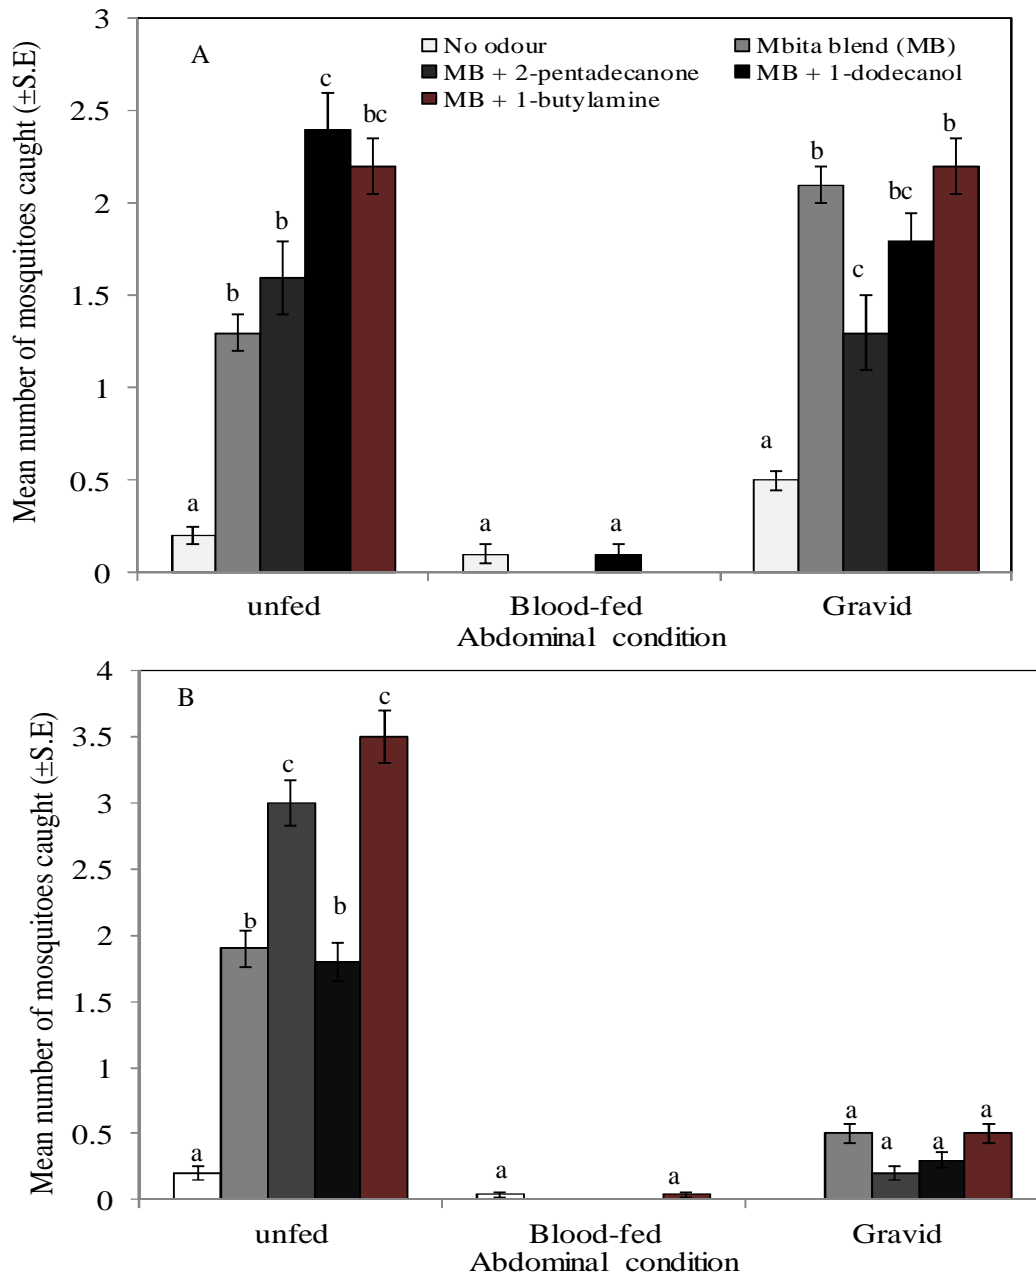 A
No odour
Mbita blend (MB)
MB + 2-pentadecanone
MB + 1-dodecanol
MB + 1-butylamine
Mean number of mosquitoes caught (±S.E)
3
2.5
2
1.5
1
0.5
0
a
b
b
c
bc
a
a
a
b
c
bc
b
unfed
Blood-fed
Gravid
Abdominal condition
B
Mean number of mosquitoes caught (±S.E)
4
3.5
3
2.5
2
1.5
1
0.5
0
a
b
c
b
c
a
a
a
a
a
a
unfed
Blood-fed
Gravid
Abdominal condition